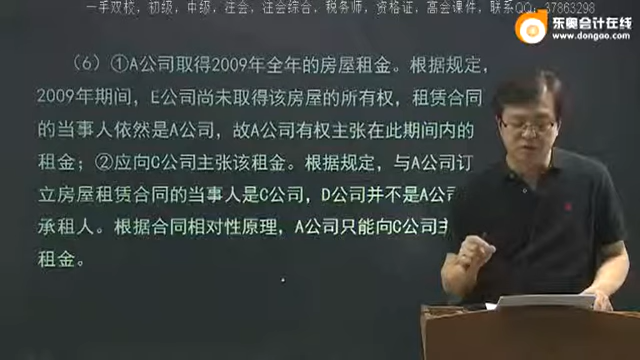 一手双校，初级，中级，注会，注会综合，税务师，资格证，高会课件，联系QQ：37863298
东奥会计在线
www.dongao.com
（6）①A公司取得2009年全年的房屋租金。根据规定，
2009年期间，E公司尚未取得该房屋的所有权，租赁合同
的当事人依然是A公司，故A公司有权主张在此期间内的
租金；②应向C公司主张该租金。根据规定，与A公司订
立房屋租赁合同的当事人是C公司，D公司并不是A公司
承租人。根据合同相对性原理，A公司只能向C公司主
租金。